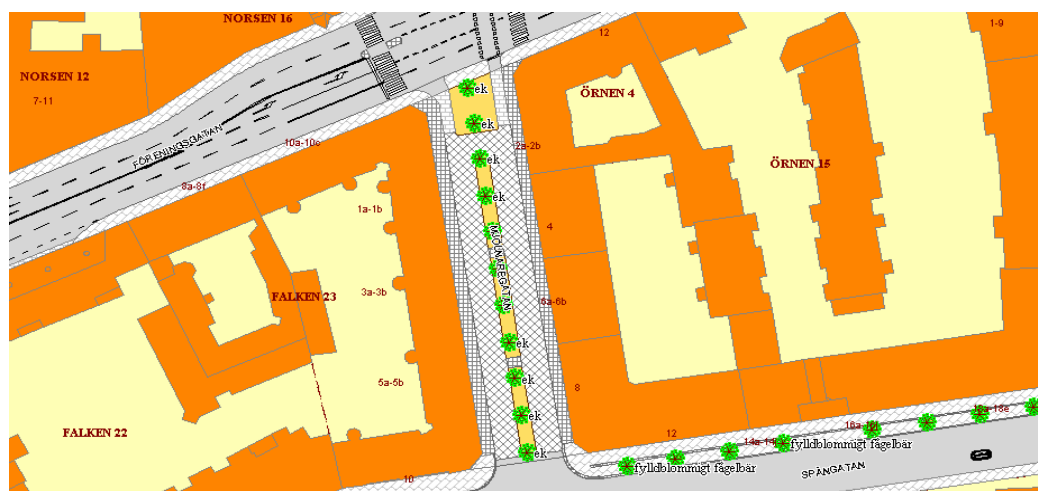 NORSEN 16
1-9
12
NORSEN 12
7-11
ek
ÖRNEN 4
ek
FÖRENINGSGATAN
10a-10c
2a-2b
ek
ÖRNEN 15
8a-8f
ek
1a-1b
4
MJÖLNAREGATAN
FALKEN 23
3a-3b
6a-6b
ek
ek
5a-5b
8
ek
FALKEN 22
12
ek
fylldblommigt fågelbär
fylldblommigt fågelbär
SPÅNGATAN
10